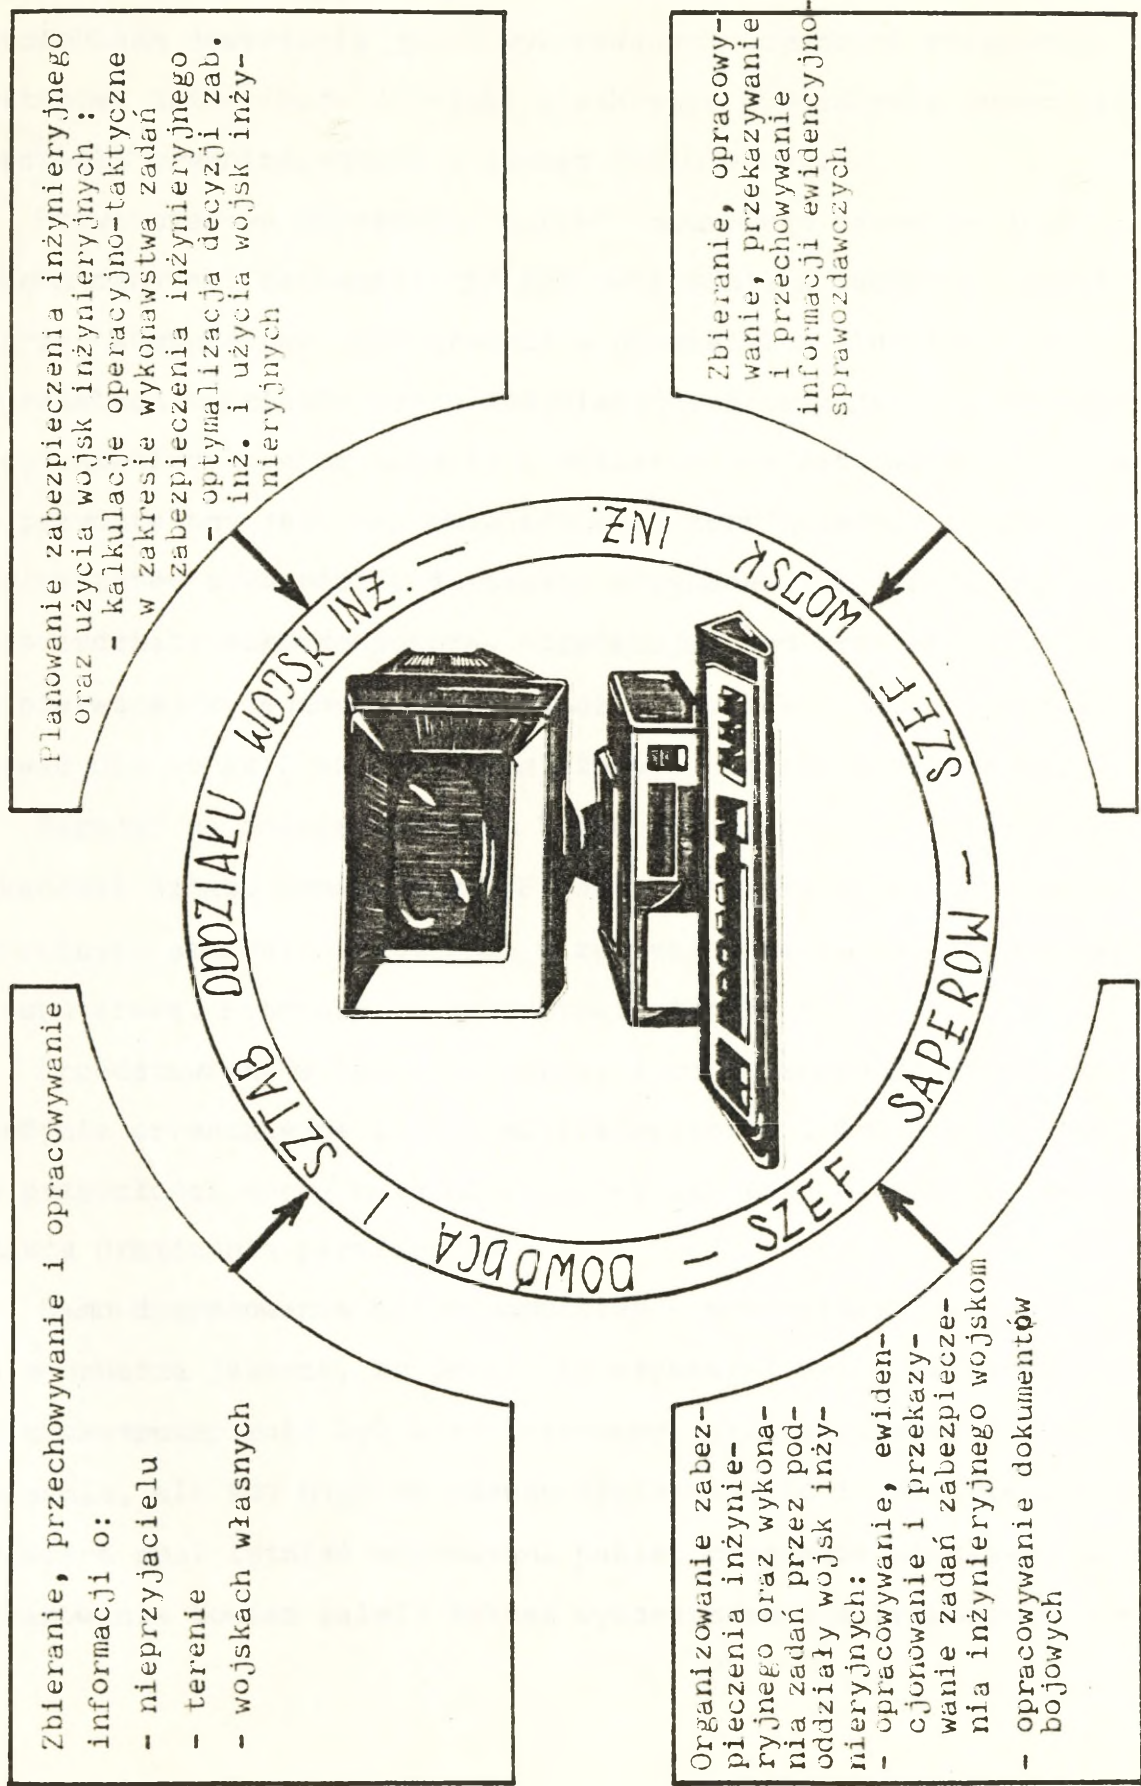 Zbieranie, przechowywanie i opracowywanie
informacji o:
- nieprzyjacielu
- terenie
- wojskach własnych
Planowanie zabezpieczenia inżynieryjnego
oraz użycia wojsk inżynieryjnych :
- kalkulacje operacyjno-taktyczne
w zakresie wykonawstwa zadań
zabezpieczenia inżynieryjnego
- optymalizacja decyzji zab.
inż. i użycia wojsk inży-
nieryjnych
DOWÓDCA I SZTAB ODDZIAŁU WOJSK INŻ. —
SZEF WOJSK INŻ.
— SZEF SAPERÓW —
Organizowanie zabez-
pieczenia inżynie-
ryjnego oraz wykona-
nia zadań przez pod-
oddziały wojsk inży-
nieryjnych:
- opracowywanie, ewiden-
cjonowanie i przekazy-
wanie zadań zabezpiecze-
nia inżynieryjnego wojskom
- opracowywanie dokumentów
bojowych
Zbieranie, opracowy-
wanie, przekazywanie
i przechowywanie
informacji ewidencyjno-
sprawozdawczych